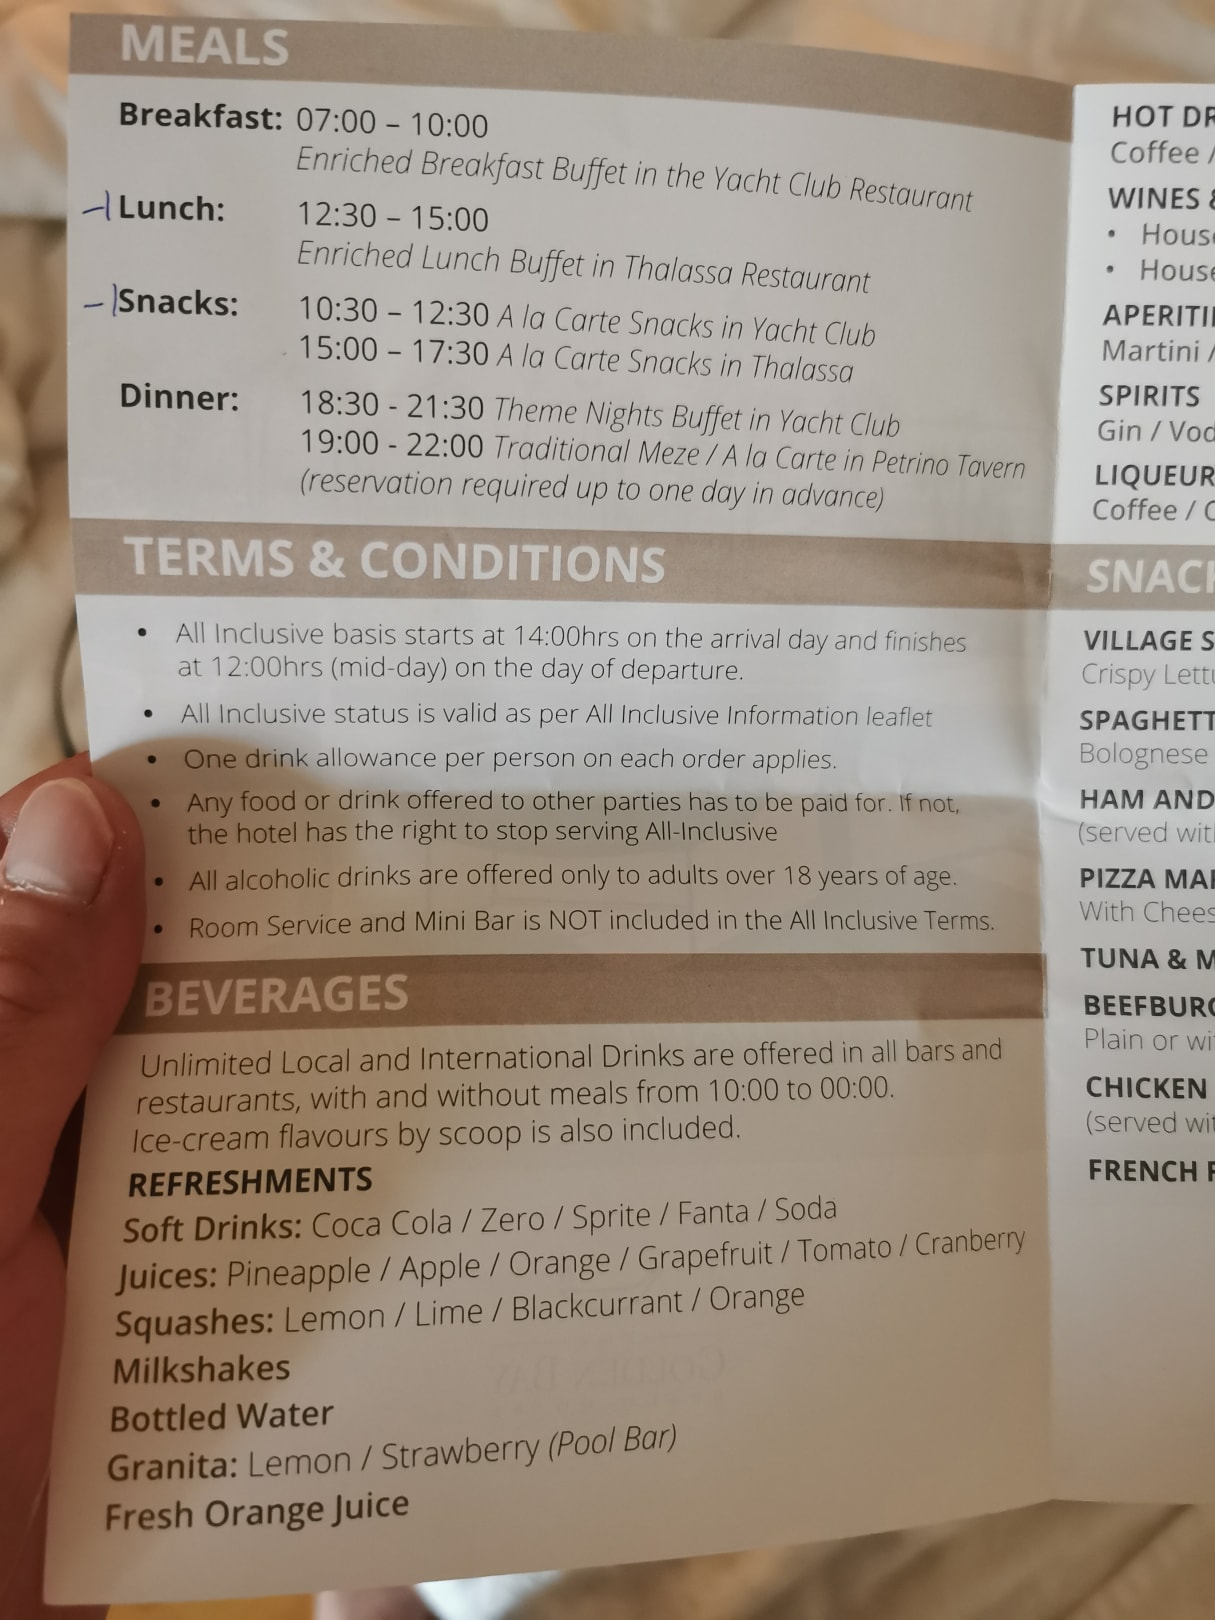 MEALS
Breakfast: 07:00 – 10:00
Enriched Breakfast Buffet in the Yacht Club Restaurant
Lunch: 12:30 – 15:00
Enriched Lunch Buffet in Thalassa Restaurant
Snacks: 10:30 – 12:30 A la Carte Snacks in Yacht Club
15:00 – 17:30 A la Carte Snacks in Thalassa
Dinner: 18:30 - 21:30 Theme Nights Buffet in Yacht Club
19:00 - 22:00 Traditional Meze / A la Carte in Petrino Tavern
(reservation required up to one day in advance)
TERMS & CONDITIONS
• All Inclusive basis starts at 14:00hrs on the arrival day and finishes
at 12:00hrs (mid-day) on the day of departure.
• All Inclusive status is valid as per All Inclusive Information leaflet
• One drink allowance per person on each order applies.
• Any food or drink offered to other parties has to be paid for. If not,
the hotel has the right to stop serving All-Inclusive
• All alcoholic drinks are offered only to adults over 18 years of age.
• Room Service and Mini Bar is NOT included in the All Inclusive Terms.
BEVERAGES
Unlimited Local and International Drinks are offered in all bars and
restaurants, with and without meals from 10:00 to 00:00.
Ice-cream flavours by scoop is also included.
REFRESHMENTS
Soft Drinks: Coca Cola / Zero / Sprite / Fanta / Soda
Juices: Pineapple / Apple / Orange / Grapefruit / Tomato / Cranberry
Squashes: Lemon / Lime / Blackcurrant / Orange
Milkshakes
Bottled Water
Granita: Lemon / Strawberry (Pool Bar)
Fresh Orange Juice
HOT
Coffee /
WINES
•
•
Martini /
SPIRITS
Gin /
Coffee /
VILLAGE
Crispy
Bolognese
HAM AND
(served
PIZZA
With
TUNA &
Plain or
CHICKEN
(served
FRENCH